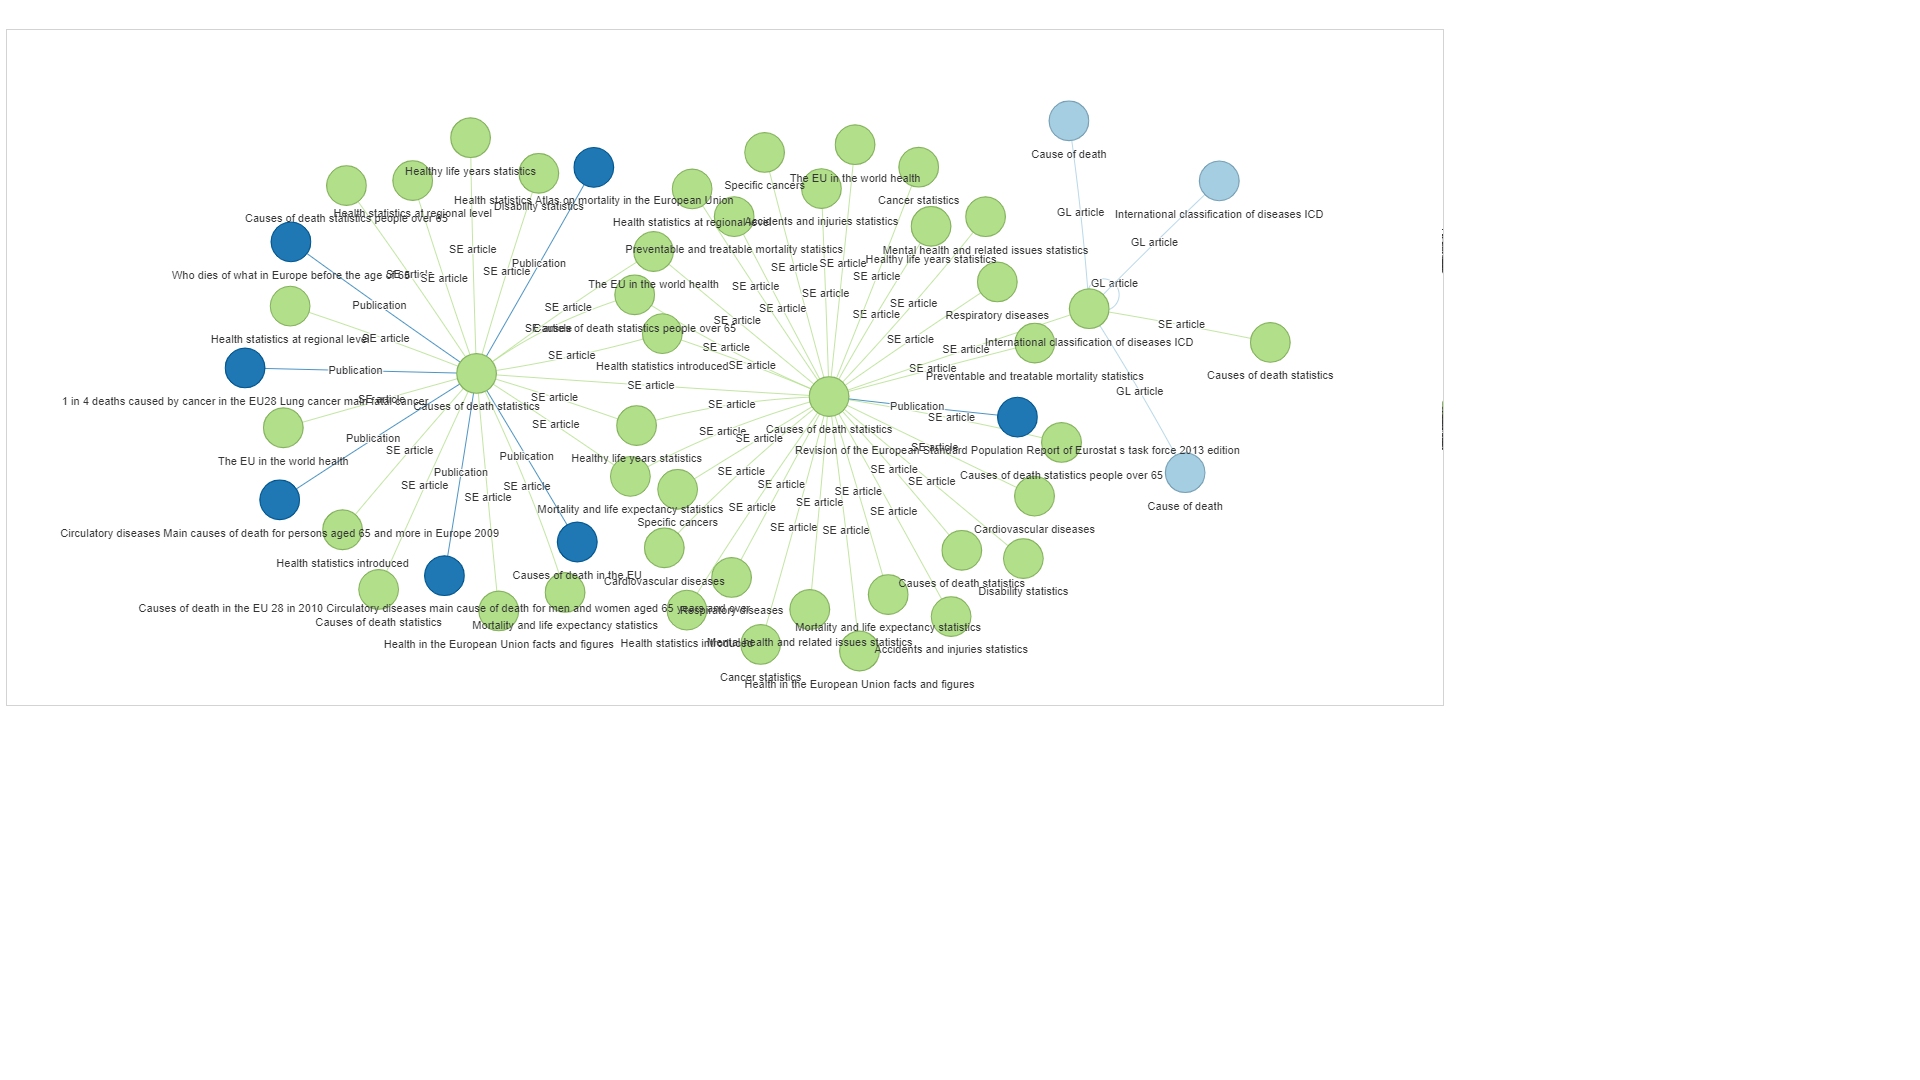 Cause of death
Healthy life years statistics
The EU in the world health
Specific cancers
Health statistics Atlas on mortality in the European Union
Cancer statistics
Disability statistics
Health statistics at regional level
Causes of death statistics people over 65
GL article
International classification of diseases ICD
Health statistics at regional level
Accidents and injuries statistics
GL article
SE article
Preventable and treatable mortality statistics
Mental health and related issues statistics
Healthy life years statistics
Publication
SE article
SE article
SE article
Who dies of what in Europe before the age of 65
SE article
SE article
SE article
The EU in the world health
SE article
GL article
SE article
Publication
SE article
SE article
SE article
SE article
SE article
Respiratory diseases
SE article
SE article
SE article
Causes of death statistics people over 65
Health statistics at regional level
SE article
SE article
International classification of diseases ICD
SE article
SE article
SE article
Health statistics introduced
SE article
SE article
Publication
Preventable and treatable mortality statistics
Causes of death statistics
SE article
GL article
1 in 4 deaths caused by cancer in the EU28 Lung cancer main fatal cancer
SE article
SE article
SE article
Causes of death statistics
Publication
SE article
SE article
Causes of death statistics
SE article
SE article
Publication
SE article
SE article
Revision of the European Standard Population Report of Eurostat s task force 2013 edition
Publication
Healthy life years statistics
The EU in the world health
Publication
SE article
SE article
Causes of death statistics people over 65
SE article
SE article
SE article
SE article
SE article
SE article
SE article
SE article
Cause of death
Mortality and life expectancy statistics
SE article
SE article
Specific cancers
SE article
SE article
Cardiovascular diseases
Circulatory diseases Main causes of death for persons aged 65 and more in Europe 2009
Health statistics introduced
Causes of death in the EU
Cardiovascular diseases
Causes of death statistics
Disability statistics
Causes of death in the EU 28 in 2010 Circulatory diseases main cause of death for men and women aged 65 years and over
Respiratory diseases
Causes of death statistics
Mortality and life expectancy statistics
Mortality and life expectancy statistics
Health in the European Union facts and figures
Health statistics introduced
Mental health and related issues statistics
Accidents and injuries statistics
Cancer statistics
Health in the European Union facts and figures